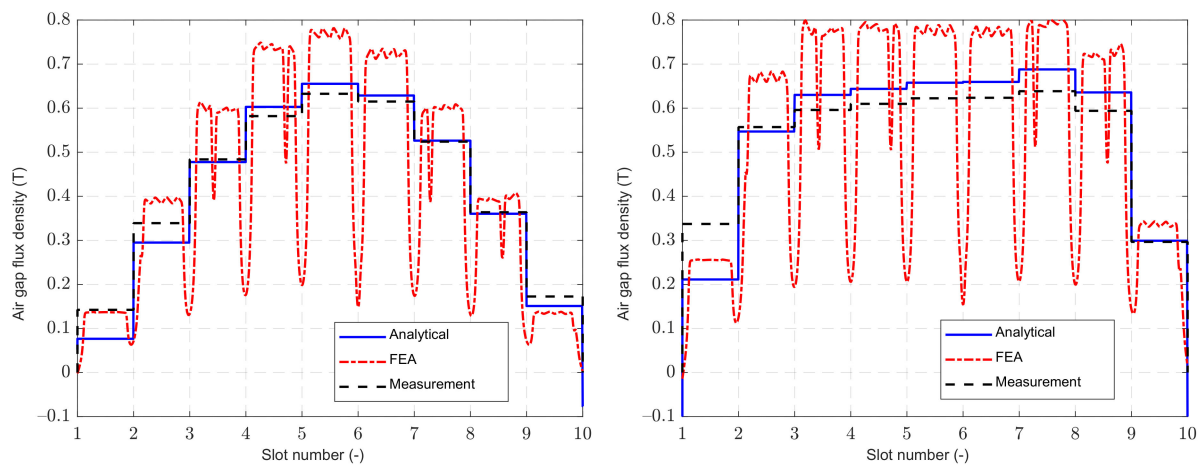 0.8
0.7
0.6
0.5
0.4
0.3
0.2
0.1
0
−0.1
Air gap flux density (T)
1 2 3 4 5 6 7 8 9 10
Slot number (-)
Analytical
FEA
Measurement
0.8
0.7
0.6
0.5
0.4
0.3
0.2
0.1
0
−0.1
Air gap flux density (T)
1 2 3 4 5 6 7 8 9 10
Slot number (-)
Analytical
FEA
Measurement